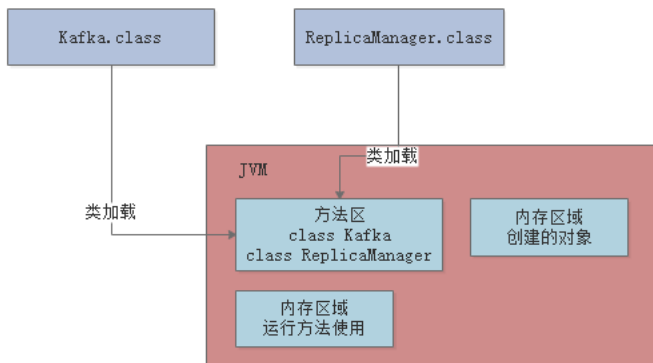 Kafka.class
ReplicaManager.class
类加载
JVM
类加载
方法区
class Kafka
class ReplicaManager
内存区域
创建的对象
内存区域
运行方法使用